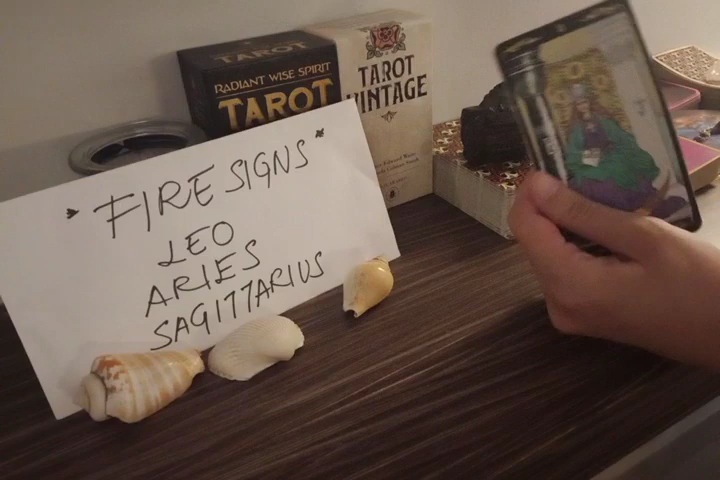 TAROT
RADIANT WISE SPIRIT
TAROT
TAROT
VINTAGE
"FIRE SIGNS"
LEO
ARIES
SAGITTARIUS